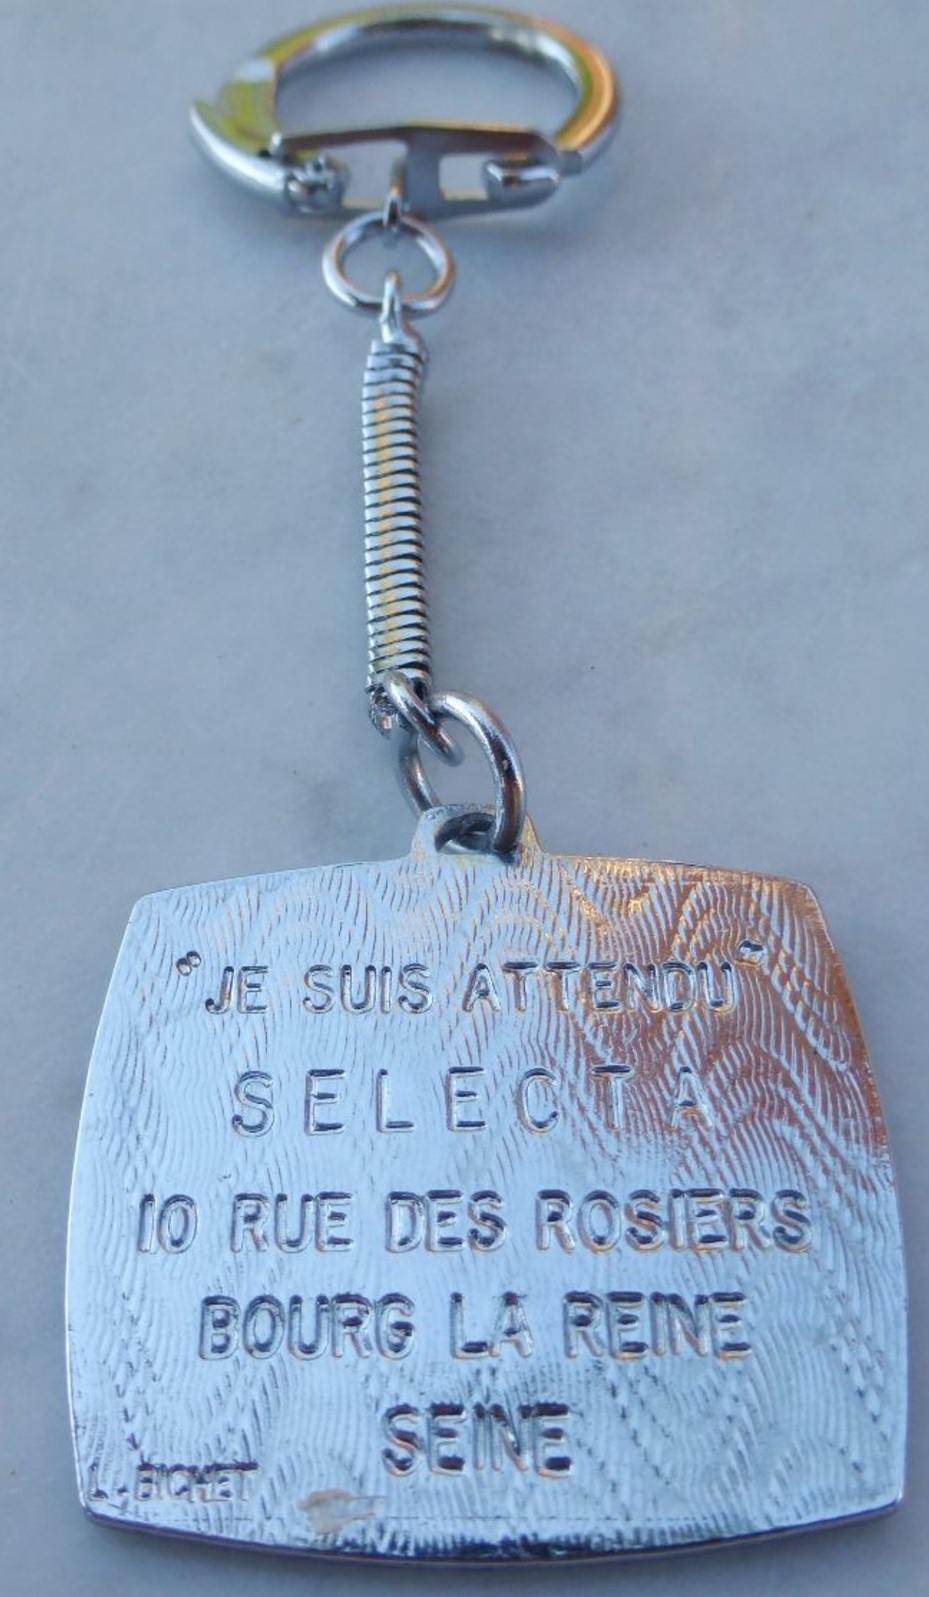 "JE SUIS ATTENDU"
SELECTA
10 RUE DES ROSIERS
BOURG LA REINE
SEINE
L. BICHET